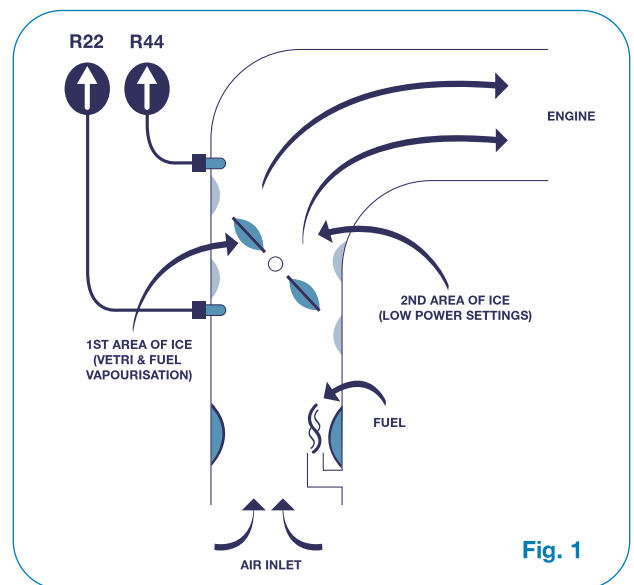 R22 R44
ENGINE
2ND AREA OF ICE
(LOW POWER SETTINGS)
1ST AREA OF ICE
(VETRI & FUEL
VAPOURISATION)
FUEL
AIR INLET
Fig. 1